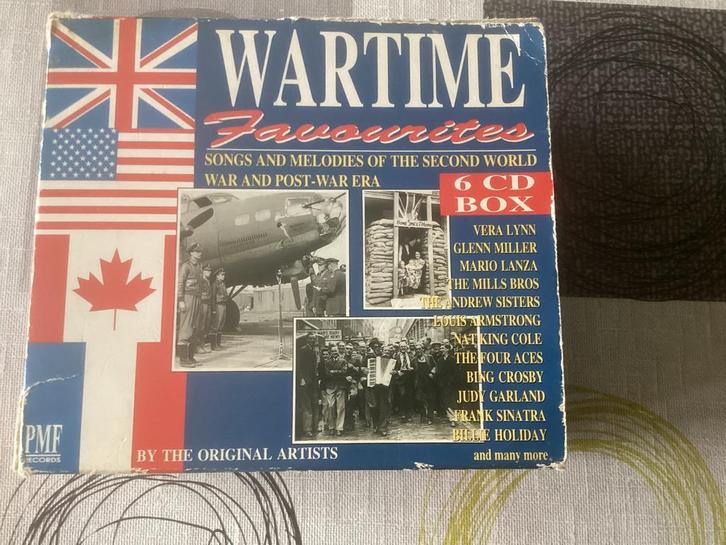 WARTIME
Favourites
SONGS AND MELODIES OF THE SECOND WORLD
WAR AND POST-WAR ERA
6 CD
BOX
VERA LYNN
GLENN MILLER
MARIO LANZA
THE MILLS BROS
THE ANDREW SISTERS
LOUIS ARMSTRONG
NAT KING COLE
THE FOUR ACES
BING CROSBY
JUDY GARLAND
FRANK SINATRA
BILLIE HOLIDAY
and many more
PMF
RECORDS
BY THE ORIGINAL ARTISTS